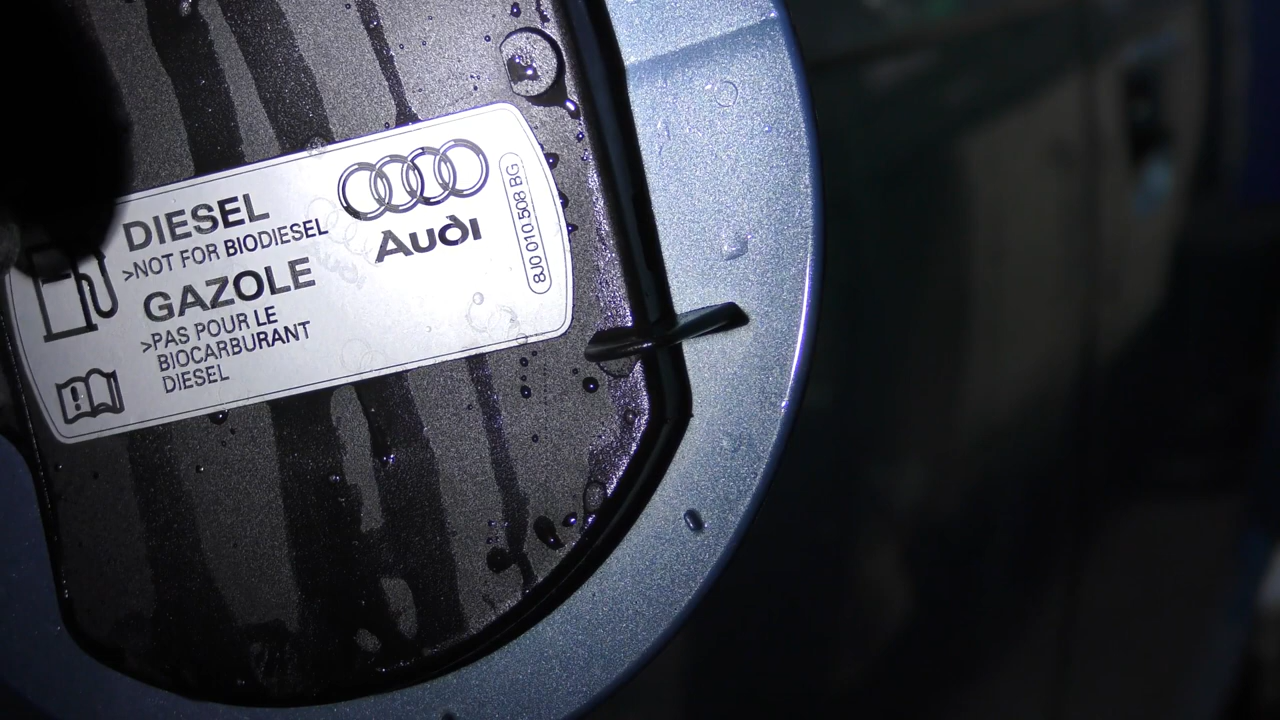 DIESEL
>NOT FOR BIODIESEL
GAZOLE
>PAS POUR LE
BIOCARBURANT
DIESEL
Audi
8J0 010 508 BG